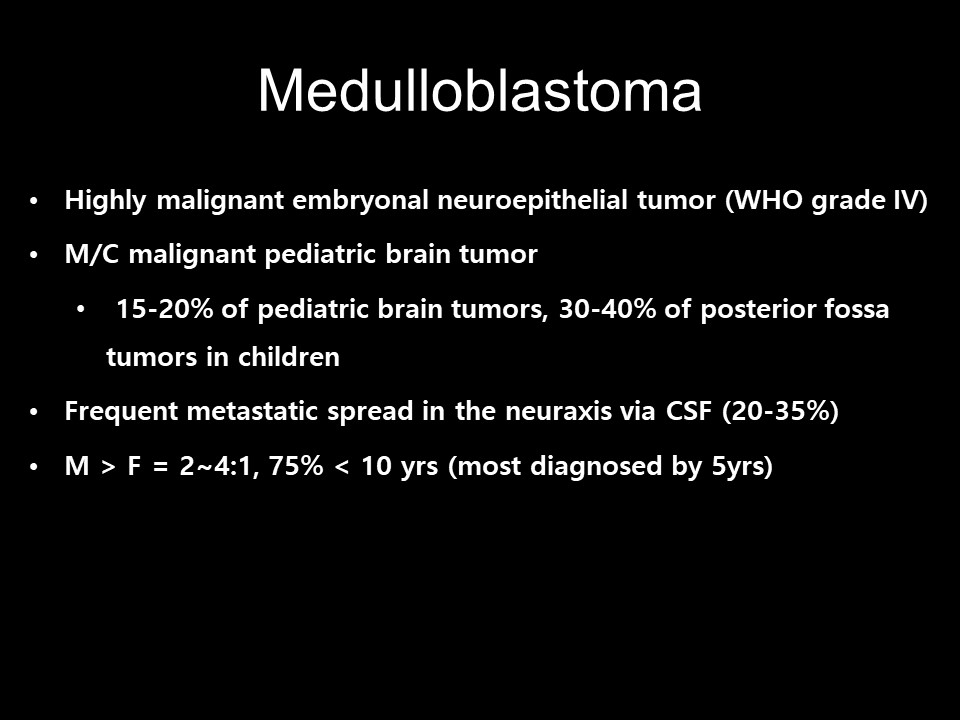 Medulloblastoma
• Highly malignant embryonal neuroepithelial tumor (WHO grade IV)
• M/C malignant pediatric brain tumor
• 15-20% of pediatric brain tumors, 30-40% of posterior fossa
tumors in children
• Frequent metastatic spread in the neuraxis via CSF (20-35%)
• M > F = 2~4:1, 75% < 10 yrs (most diagnosed by 5yrs)